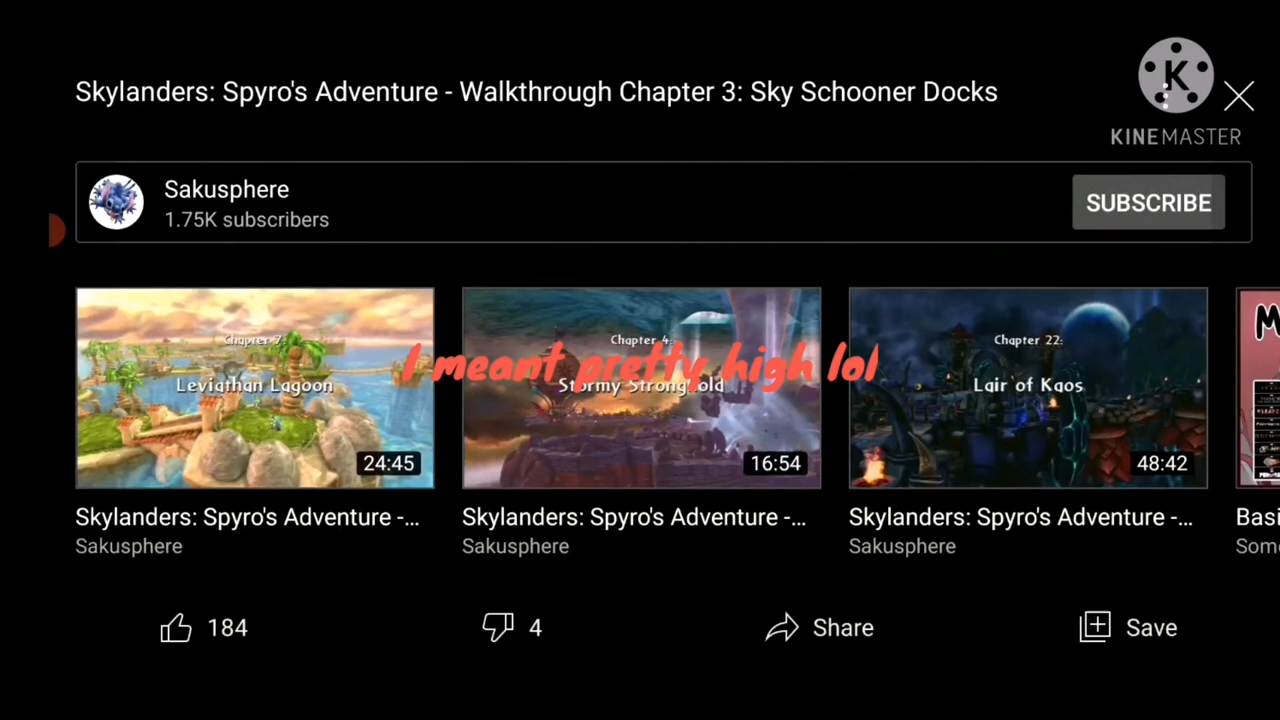 Skylanders: Spyro's Adventure - Walkthrough Chapter 3: Sky Schooner Docks
K
KINEMASTER
Sakusphere
1.75K subscribers
SUBSCRIBE
Chapter 7:
Leviathan Lagoon
24:45
Chapter 4:
Stormy Stronghold
16:54
Chapter 22:
Lair of Kaos
48:42
I meant pretty high lol
Skylanders: Spyro's Adventure -...
Sakusphere
Skylanders: Spyro's Adventure -...
Sakusphere
Skylanders: Spyro's Adventure -...
Sakusphere
Basi
Som
184
4
Share
Save